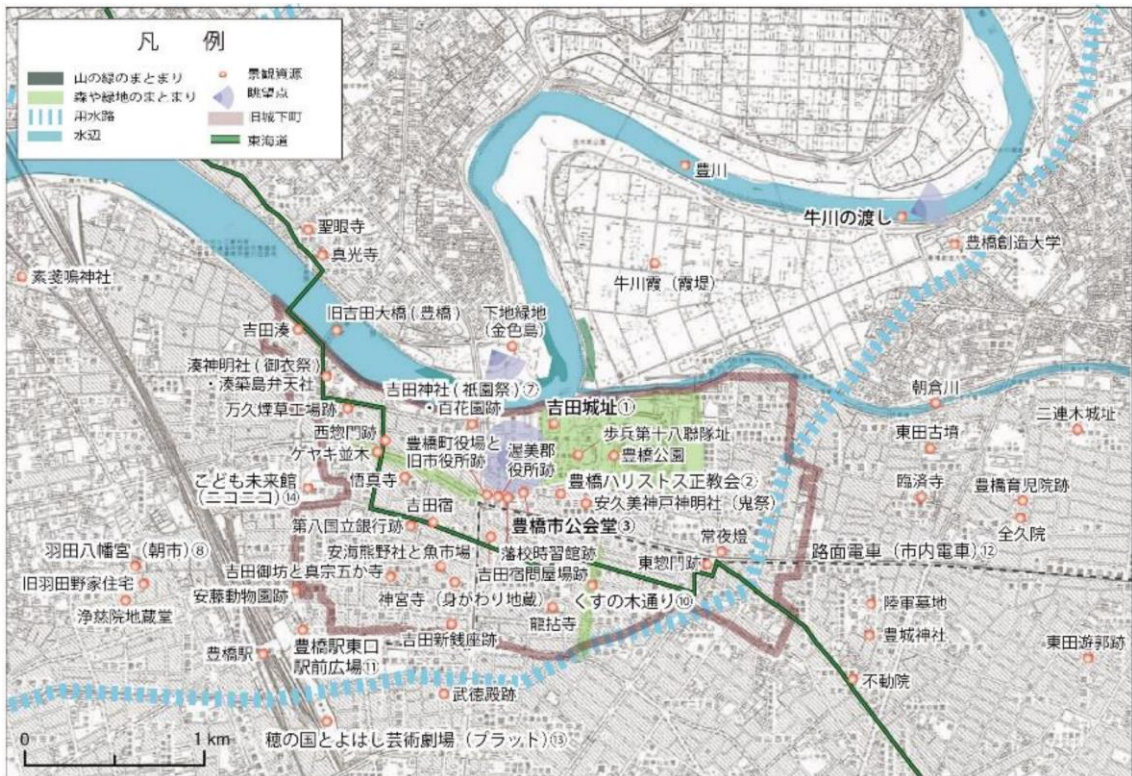 凡 例
山の緑のまとまり
森や緑地のまとまり
用水路
水辺
景観資源
眺望点
旧城下町
東海道
豊川
牛川の渡し
聖眼寺
真光寺
豊橋創造大学
素戔嗚神社
牛川霞（霞堤）
吉田湊
旧吉田大橋(豊橋)
下地緑地
（金色島）
湊神明社(御衣祭)
・湊築島弁天社
吉田神社(祇園祭)⑦
・百花園跡
吉田城址①
朝倉川
二連木城址
万久煙草工場跡
西惣門跡
豊橋町役場と
旧市役所跡
渥美郡
役所跡
歩兵第十八聯隊址
豊橋公園
東田古墳
ケヤキ並木
こども未来館
(ニコニコ)⑭
悟真寺
豊橋ハリストス正教会②
臨済寺
豊橋育児院跡
吉田宿
安久美神戸神明社（鬼祭）
全久院
第八国立銀行跡
豊橋市公会堂③
常夜燈
羽田八幡宮（朝市）⑧
安海熊野社と魚市場
藩校時習館跡
東惣門跡
路面電車（市内電車）⑫
旧羽田野家住宅
吉田御坊と真宗五か寺
吉田宿問屋場跡
浄慈院地蔵堂
安藤動物園跡
神宮寺（身かわり地蔵）
くすの木通り⑩
龍拈寺
陸軍墓地
吉田新銭座跡
豊城神社
豊橋駅
豊橋駅東口
駅前広場⑪
東田遊郭跡
武徳殿跡
不動院
穂の国とよはし芸術劇場（プラット）⑬
0 1 km